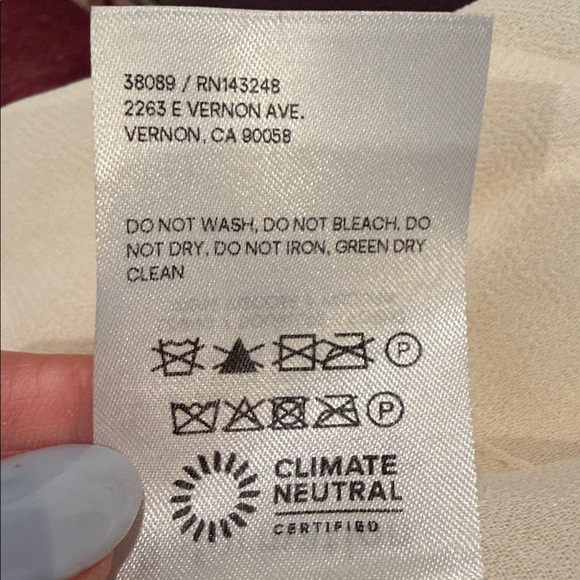 38089 / RN143248
2263 E VERNON AVE.
VERNON, CA 90058
DO NOT WASH, DO NOT BLEACH, DO
NOT DRY, DO NOT IRON, GREEN DRY
CLEAN
P
P
CLIMATE
NEUTRAL
CERTIFIED